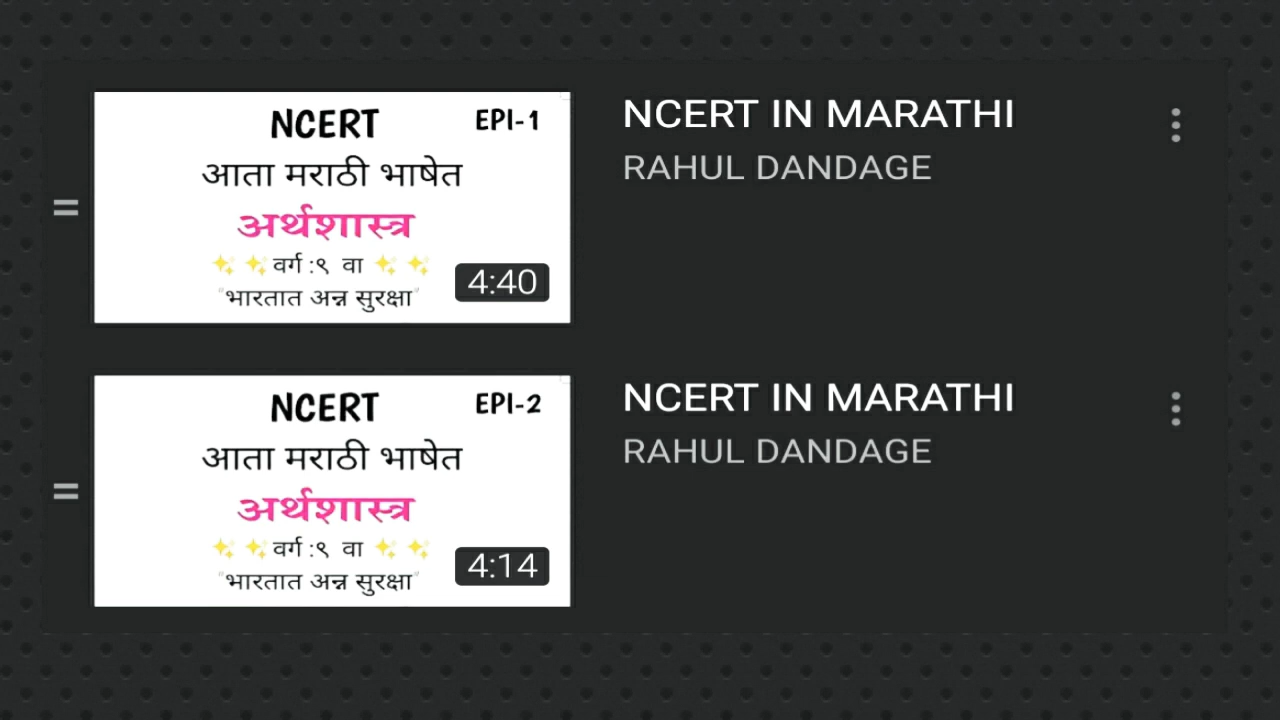 NCERT
EPI-1
आता मराठी भाषेत
अर्थशास्त्र
वर्ग :९ वा
"भारतात अन्न सुरक्षा"
4:40
NCERT IN MARATHI
RAHUL DANDAGE
NCERT
EPI-2
आता मराठी भाषेत
अर्थशास्त्र
वर्ग :९ वा
"भारतात अन्न सुरक्षा"
4:14
NCERT IN MARATHI
RAHUL DANDAGE